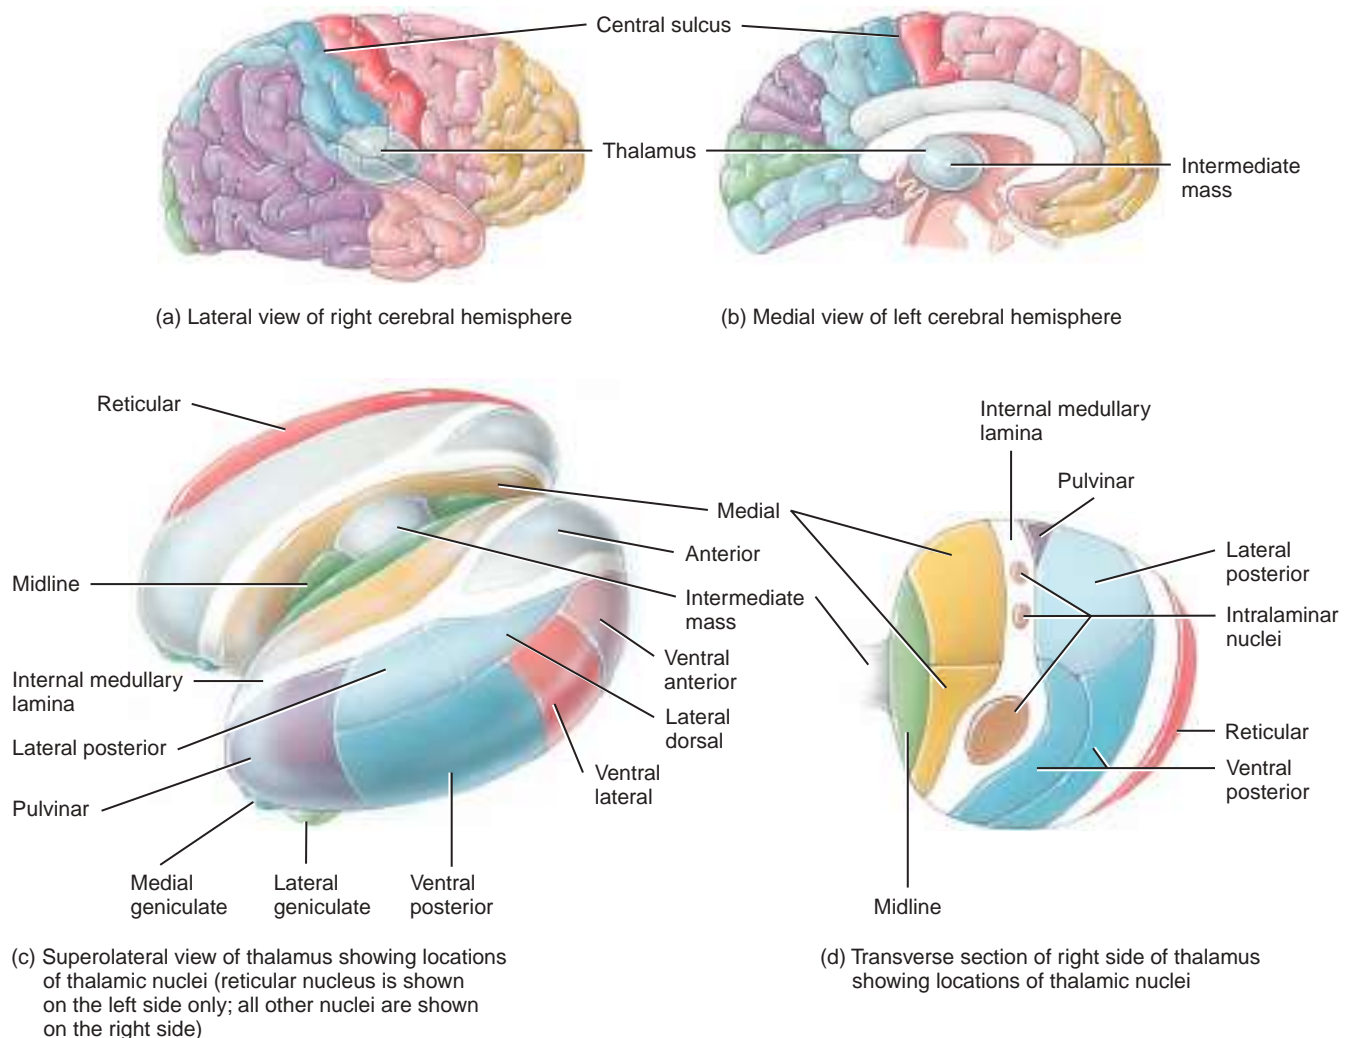 Central sulcus
Thalamus
Intermediate
mass
(a) Lateral view of right cerebral hemisphere
(b) Medial view of left cerebral hemisphere
Reticular
Midline
Internal medullary
lamina
Lateral posterior
Pulvinar
Medial
geniculate
Lateral
geniculate
Ventral
posterior
Medial
Anterior
Intermediate
mass
Ventral
anterior
Lateral
dorsal
Ventral
lateral
(c) Superolateral view of thalamus showing locations
of thalamic nuclei (reticular nucleus is shown
on the left side only; all other nuclei are shown
on the right side)
Internal medullary
lamina
Pulvinar
Lateral
posterior
Intralaminar
nuclei
Reticular
Ventral
posterior
Midline
(d) Transverse section of right side of thalamus
showing locations of thalamic nuclei